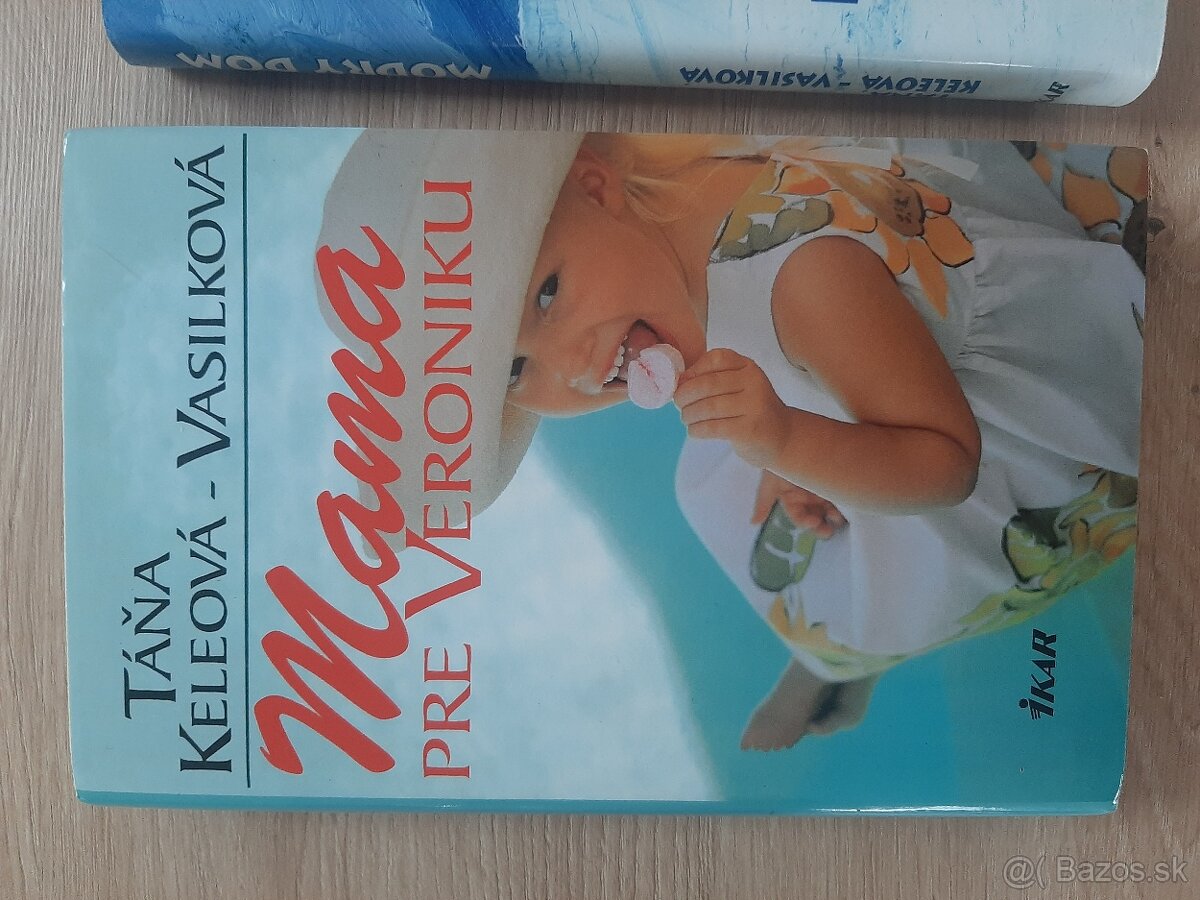 MODRÝ DOM
KELEOVÁ - VASILKOVÁ
IKAR
TÁŇA
KELEOVÁ - VASILKOVÁ
Mama
PRE VERONIKU
IKAR
@( Bazos.sk